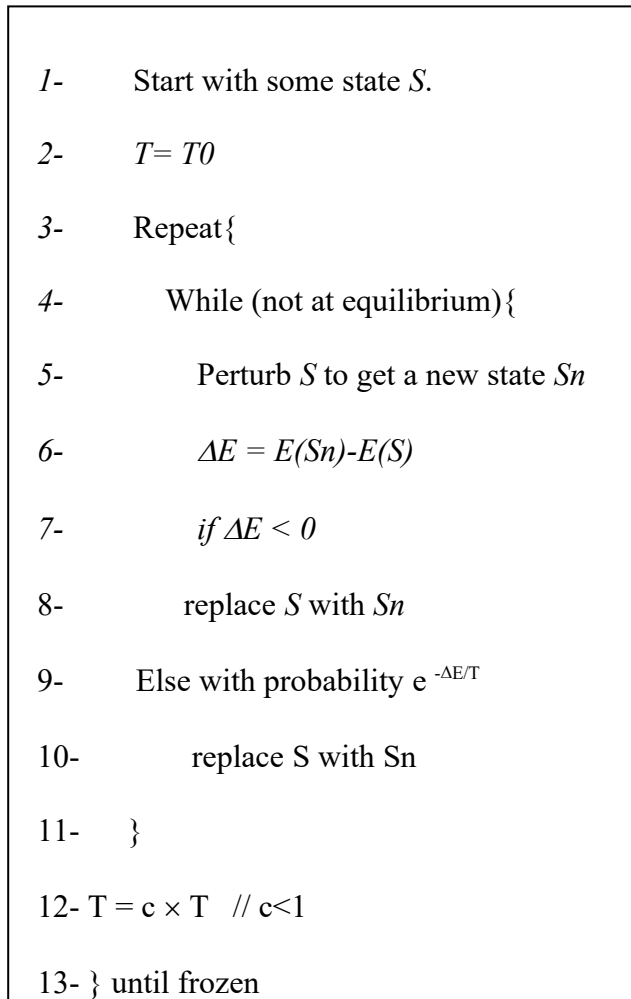 1- Start with some state S.
2- T= T0
3- Repeat{
4- While (not at equilibrium){
5- Perturb S to get a new state Sn
6- ΔE = E(Sn)-E(S)
7- if ΔE < 0
8- replace S with Sn
9- Else with probability e -ΔE/T
10- replace S with Sn
11- }
12- T = c × T // c<1
13- } until frozen